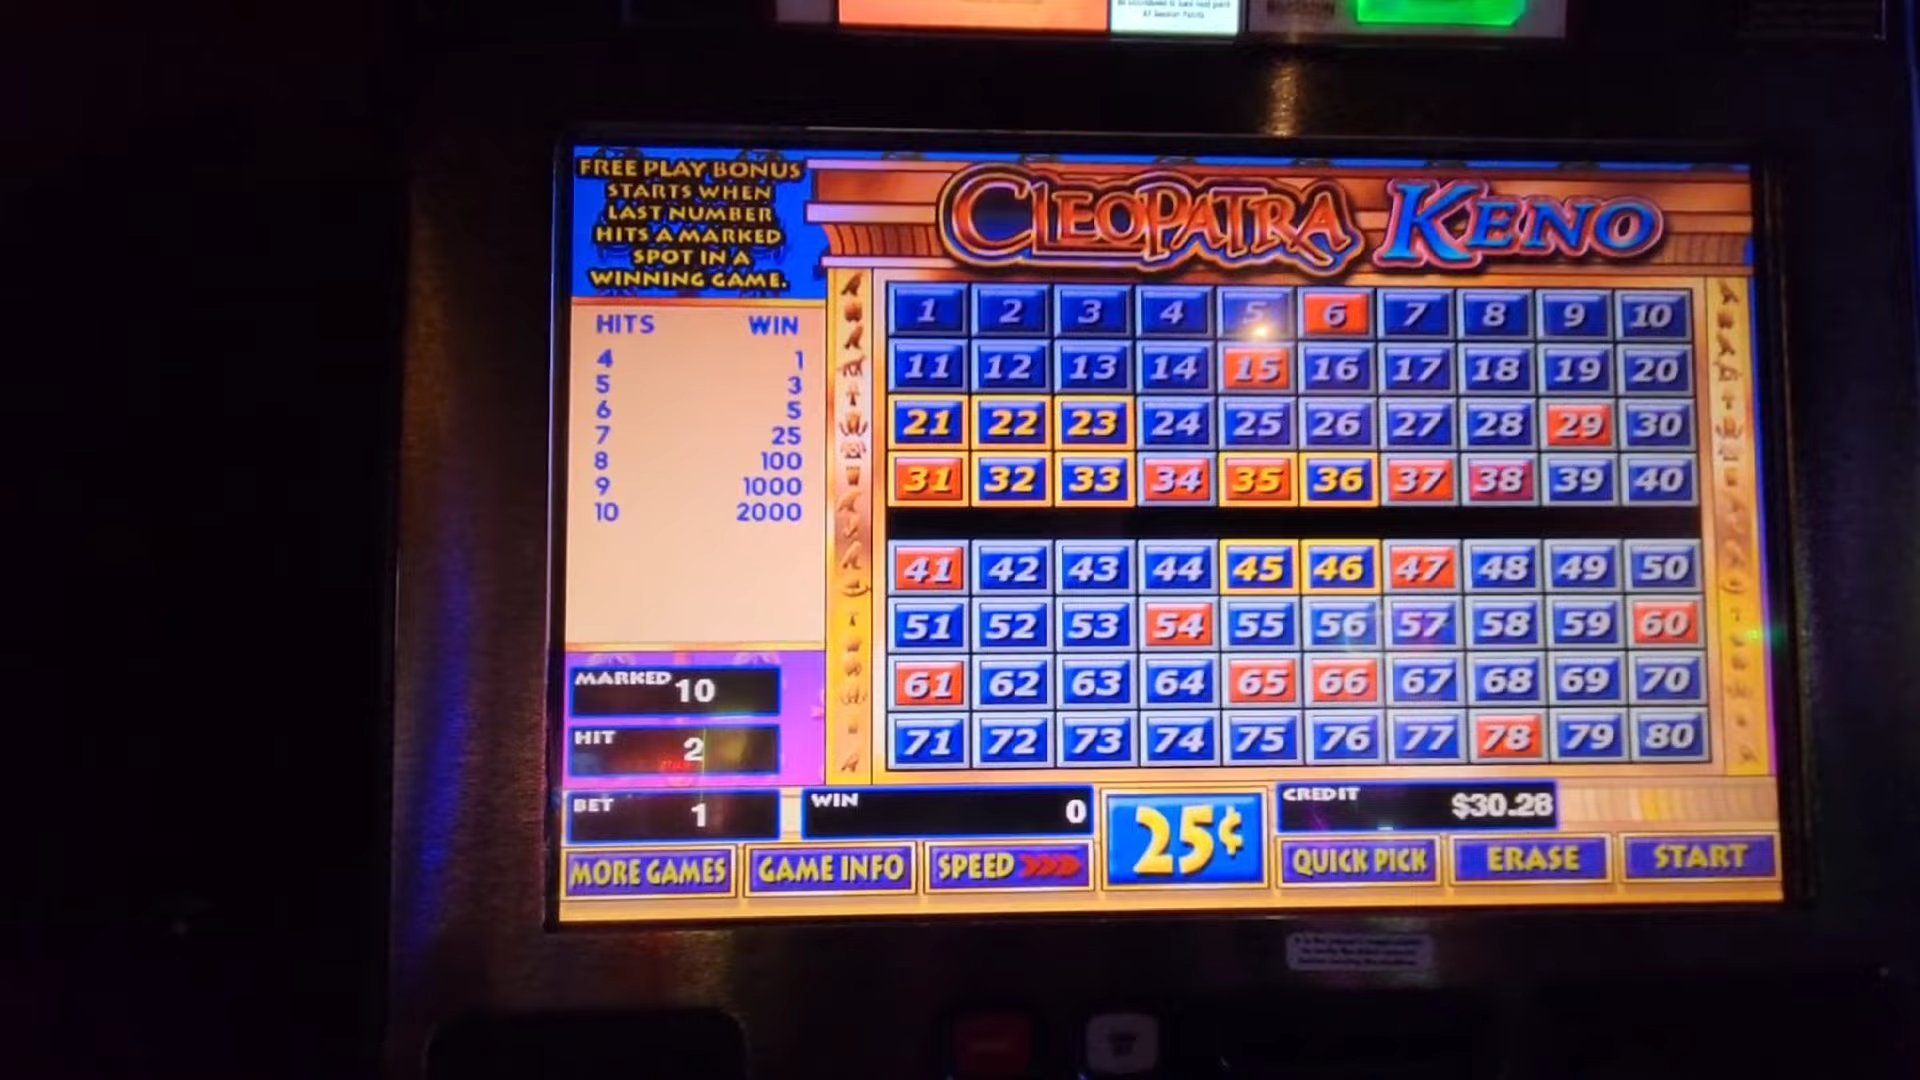 FREE PLAY BONUS
STARTS WHEN
LAST NUMBER
HITS A MARKED
SPOT IN A
WINNING GAME.
CLEOPATRA KENO
HITS WIN
4 1
5 3
6 5
7 25
8 100
9 1000
10 2000
1 2 3 4 5 6 7 8 9 10
11 12 13 14 15 16 17 18 19 20
21 22 23 24 25 26 27 28 29 30
31 32 33 34 35 36 37 38 39 40
41 42 43 44 45 46 47 48 49 50
51 52 53 54 55 56 57 58 59 60
61 62 63 64 65 66 67 68 69 70
71 72 73 74 75 76 77 78 79 80
MARKED 10
HIT 2
BET 1
WIN 0
25¢
CREDIT $30.28
MORE GAMES
GAME INFO
SPEED
QUICK PICK
ERASE
START